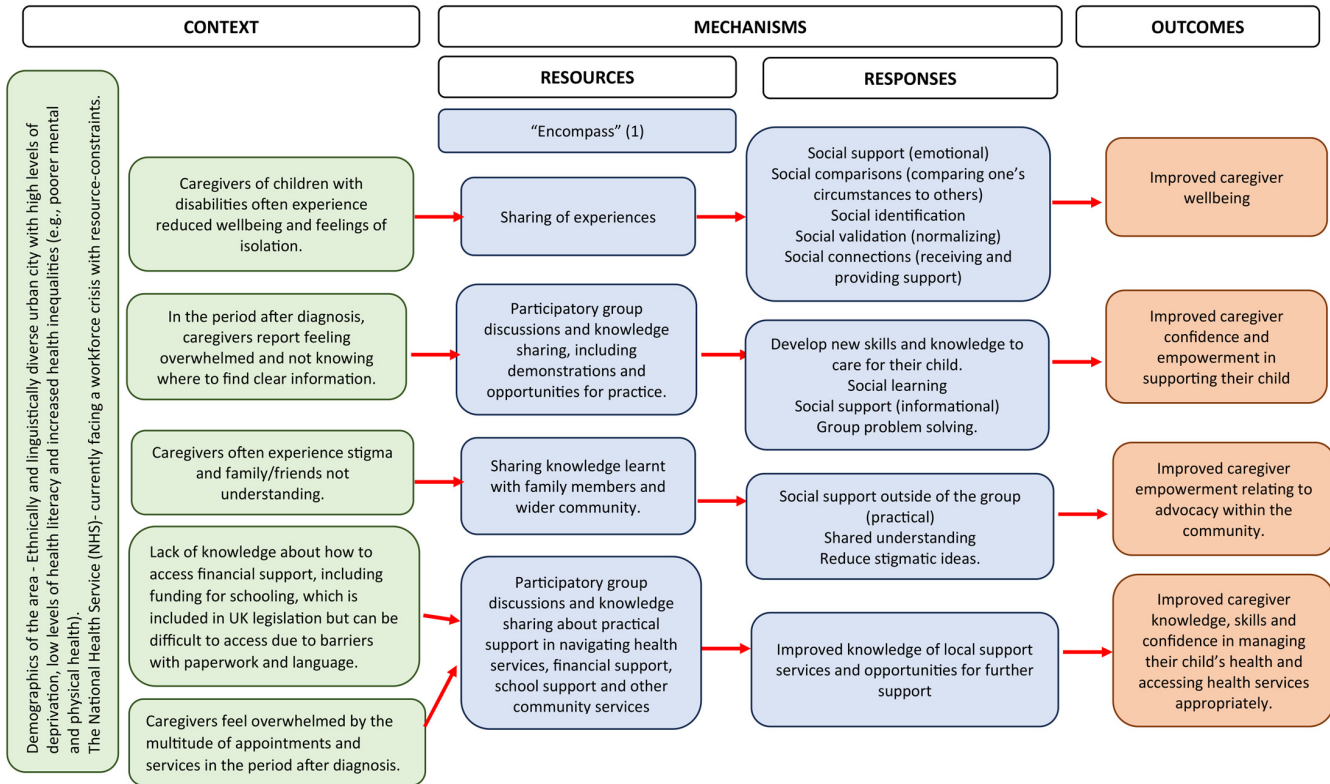 CONTEXT
MECHANISMS
OUTCOMES
RESOURCES
RESPONSES
Demographics of the area - Ethnically and linguistically diverse urban city with high levels of
deprivation, low levels of health literacy and increased health inequalities (e.g., poorer mental
and physical health).
The National Health Service (NHS)- currently facing a workforce crisis with resource-constraints.
"Encompass" (1)
Caregivers of children with
disabilities often experience
reduced wellbeing and feelings of
isolation.
Sharing of experiences
Social support (emotional)
Social comparisons (comparing one's
circumstances to others)
Social identification
Social validation (normalizing)
Social connections (receiving and
providing support)
Improved caregiver
wellbeing
In the period after diagnosis,
caregivers report feeling
overwhelmed and not knowing
where to find clear information.
Participatory group
discussions and knowledge
sharing, including
demonstrations and
opportunities for practice.
Develop new skills and knowledge to
care for their child.
Social learning
Social support (informational)
Group problem solving.
Improved caregiver
confidence and
empowerment in
supporting their child
Caregivers often experience stigma
and family/friends not
understanding.
Sharing knowledge learnt
with family members and
wider community.
Social support outside of the group
(practical)
Shared understanding
Reduce stigmatic ideas.
Improved caregiver
empowerment relating to
advocacy within the
community.
Lack of knowledge about how to
access financial support, including
funding for schooling, which is
included in UK legislation but can be
difficult to access due to barriers
with paperwork and language.
Caregivers feel overwhelmed by the
multitude of appointments and
services in the period after diagnosis.
Participatory group
discussions and knowledge
sharing about practical
support in navigating health
services, financial support,
school support and other
community services
Improved knowledge of local support
services and opportunities for further
support
Improved caregiver
knowledge, skills and
confidence in managing
their child's health and
accessing health services
appropriately.